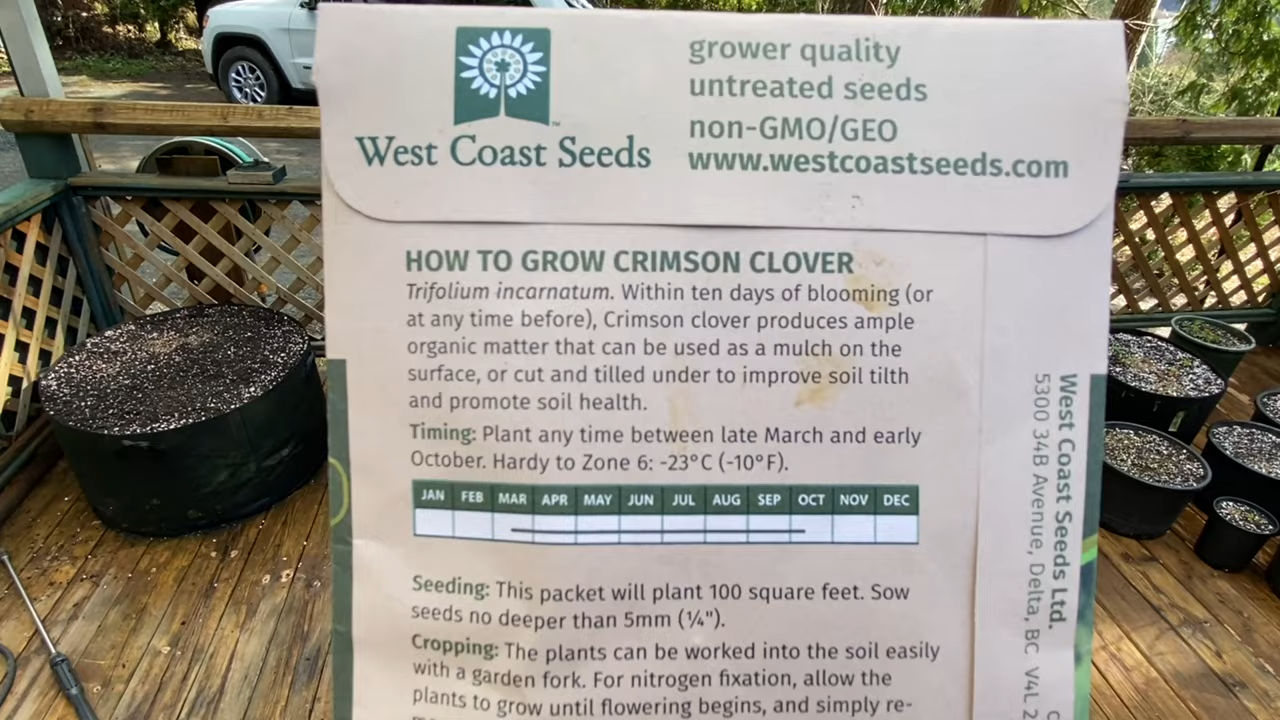 West Coast Seeds
grower quality
untreated seeds
non-GMO/GEO
www.westcoastseeds.com
HOW TO GROW CRIMSON CLOVER
Trifolium incarnatum. Within ten days of blooming (or
at any time before), Crimson clover produces ample
organic matter that can be used as a mulch on the
surface, or cut and tilled under to improve soil tilth
and promote soil health.
Timing: Plant any time between late March and early
October. Hardy to Zone 6: -23°C (-10°F).
JAN FEB MAR APR MAY JUN JUL AUG SEP OCT NOV DEC
Seeding: This packet will plant 100 square feet. Sow
seeds no deeper than 5mm (¼").
Cropping: The plants can be worked into the soil easily
with a garden fork. For nitrogen fixation, allow the
plants to grow until flowering begins, and simply re-
West Coast Seeds Ltd.
5300 34B Avenue, Delta, BC V4L 2